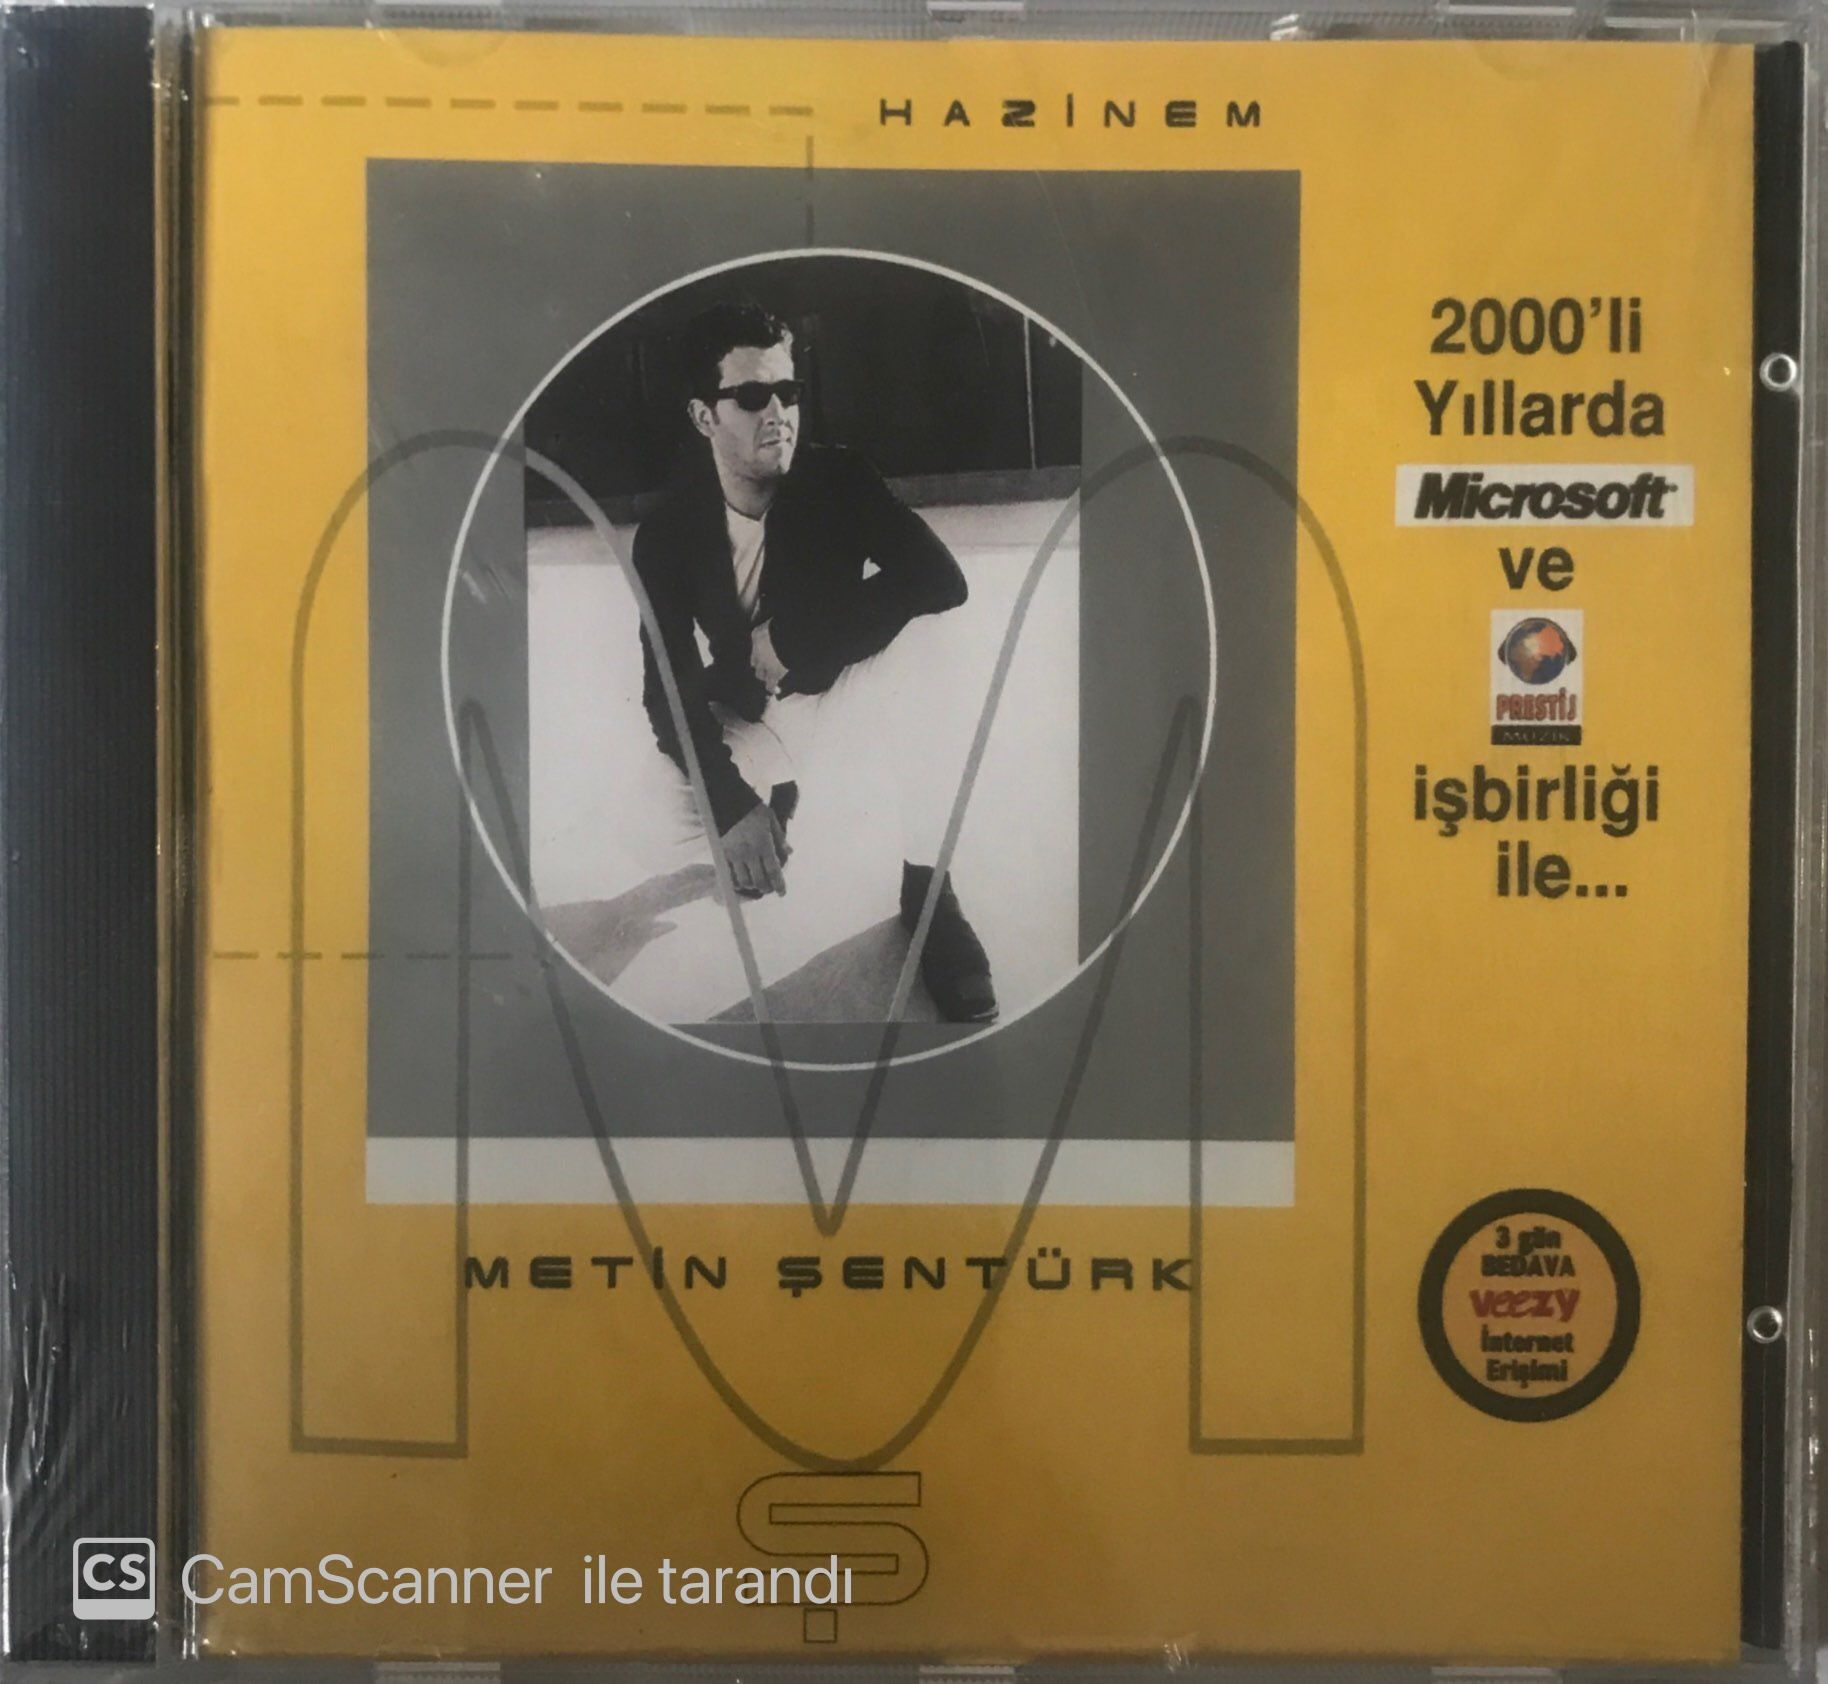 HAZİNEM
2000'li
Yıllarda
Microsoft
ve
PRESTİJ
MÜZİK
işbirliği
ile...
METİN ŞENTÜRK
3 gün
BEDAVA
veezy
İnternet
Erişimi
M
Ş
CS CamScanner ile tarandı